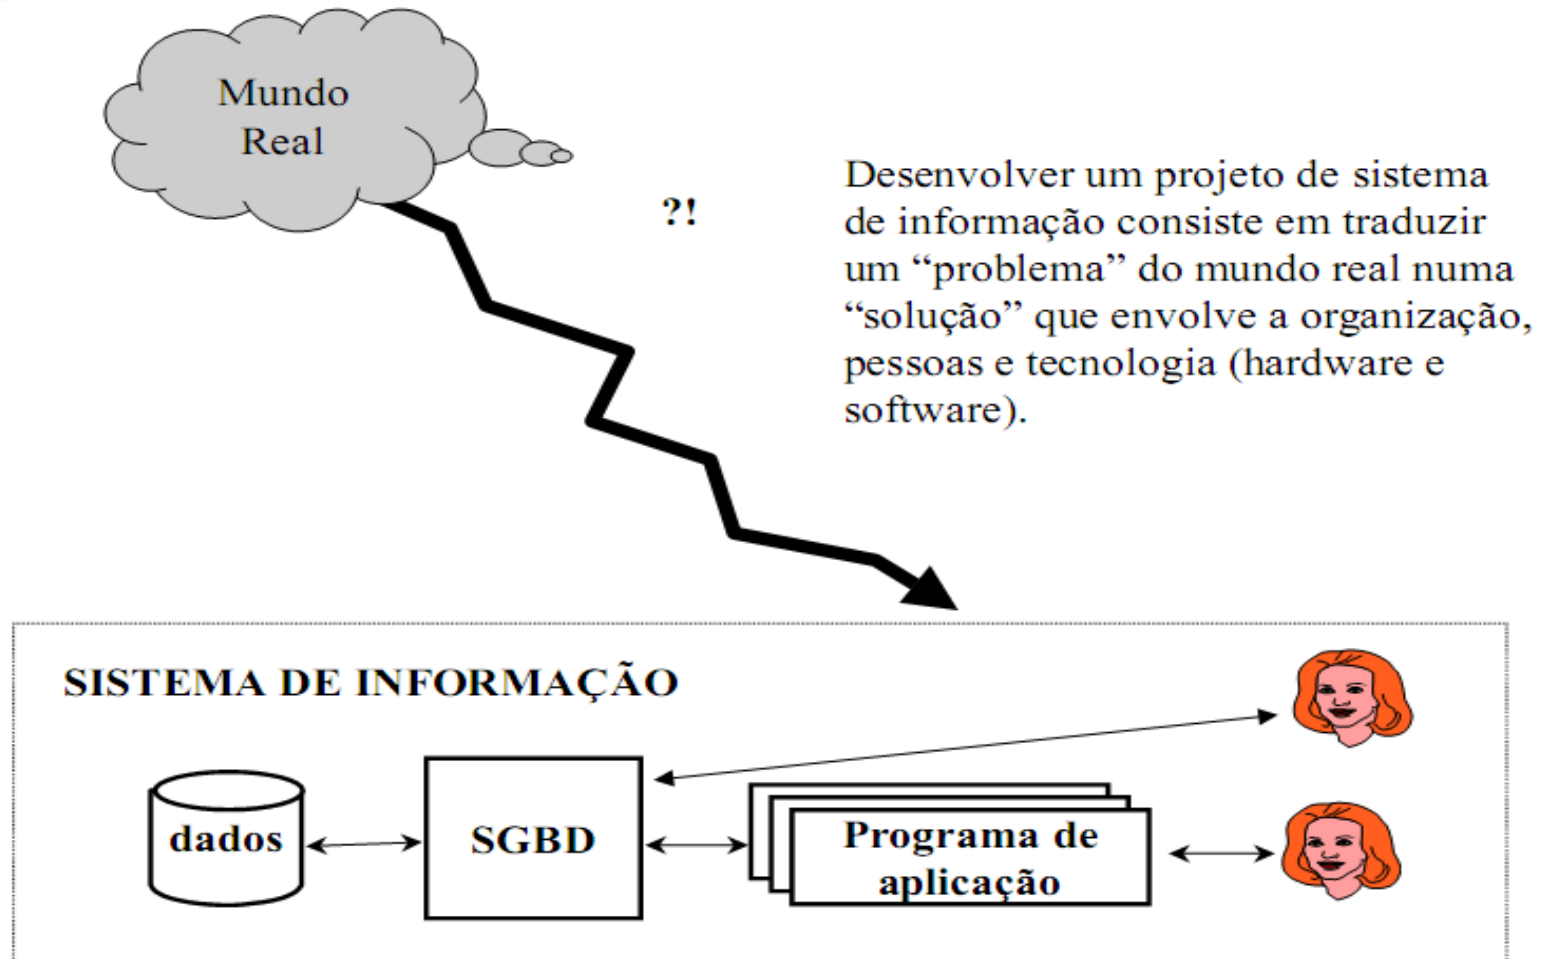 Mundo
Real
?!
Desenvolver um projeto de sistema
de informação consiste em traduzir
um “problema” do mundo real numa
“solução” que envolve a organização,
pessoas e tecnologia (hardware e
software).
SISTEMA DE INFORMAÇÃO
dados
SGBD
Programa de
aplicação